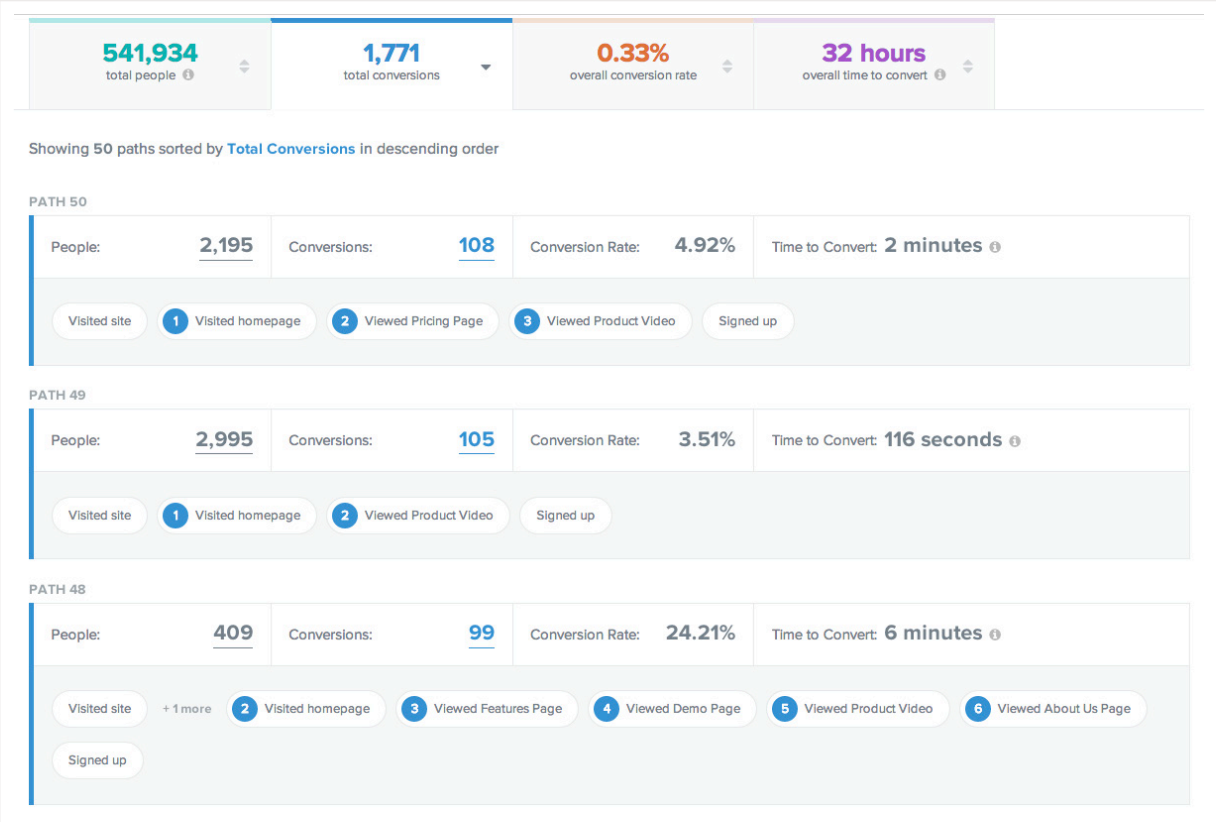 541,934 1,771 0.33% 32 hours
total people total conversions overall conversion rate overall time to convert
Showing 50 paths sorted by Total Conversions in descending order
PATH 50
People: 2,195 Conversions: 108 Conversion Rate: 4.92% Time to Convert: 2 minutes
Visited site 1 Visited homepage 2 Viewed Pricing Page 3 Viewed Product Video Signed up
PATH 49
People: 2,995 Conversions: 105 Conversion Rate: 3.51% Time to Convert: 116 seconds
Visited site 1 Visited homepage 2 Viewed Product Video Signed up
PATH 48
People: 409 Conversions: 99 Conversion Rate: 24.21% Time to Convert: 6 minutes
Visited site + 1 more 2 Visited homepage 3 Viewed Features Page 4 Viewed Demo Page 5 Viewed Product Video 6 Viewed About Us Page
Signed up